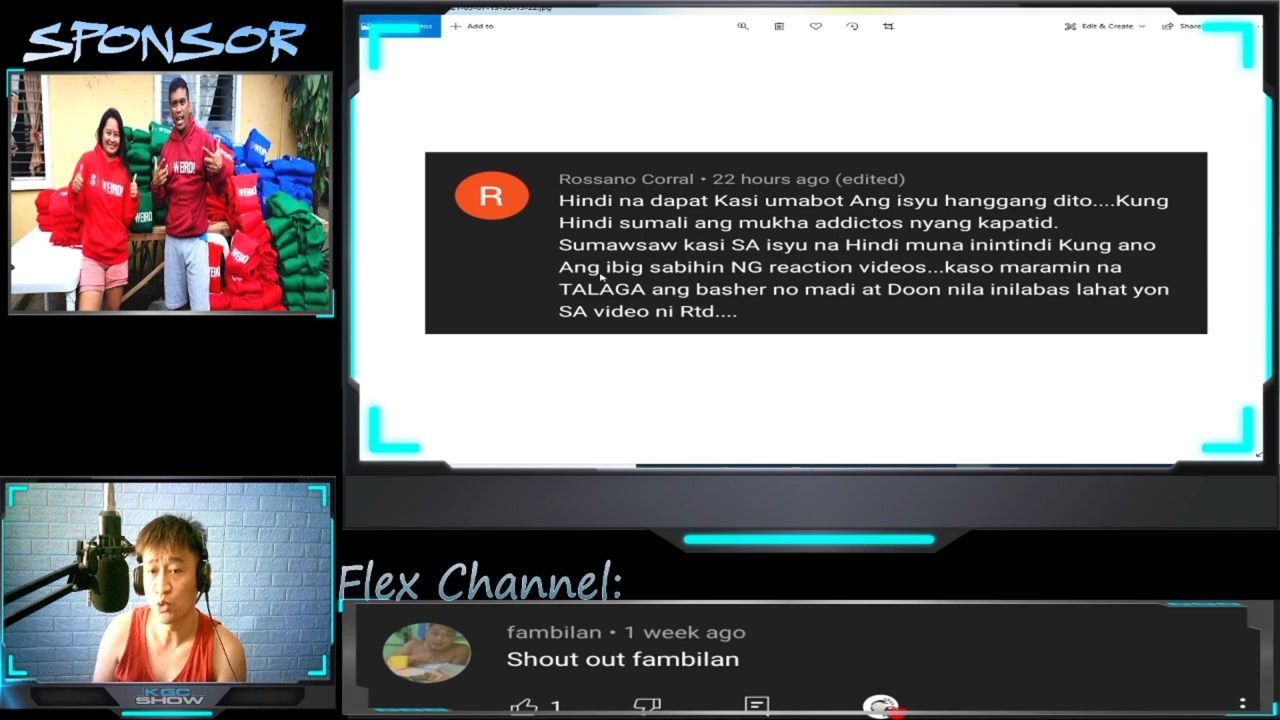 SPONSOR
WEIRD!
WEIRD!
WEIRD
Add to
Edit & Create
Share
R
Rossano Corral • 22 hours ago (edited)
Hindi na dapat Kasi umabot Ang isyu hanggang dito....Kung
Hindi sumali ang mukha addictos nyang kapatid.
Sumawsaw kasi SA isyu na Hindi muna inintindi Kung ano
Ang ibig sabihin NG reaction videos...kaso maramin na
TALAGA ang basher no madi at Doon nila inilabas lahat yon
SA video ni Rtd....
Flex Channel:
fambilan • 1 week ago
Shout out fambilan
1
KGC
SHOW